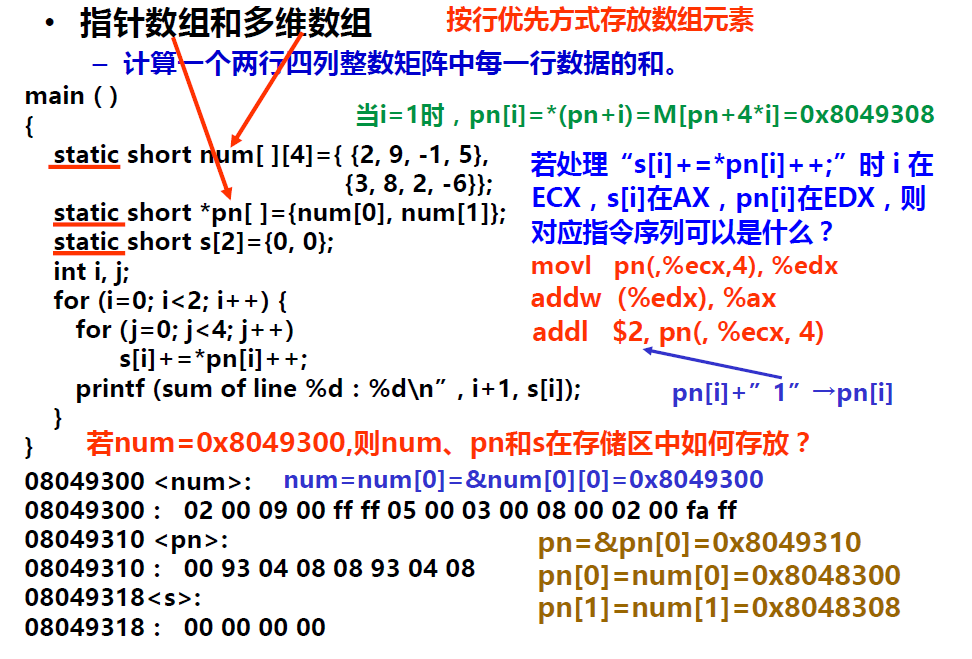 • 指针数组和多维数组
按行优先方式存放数组元素
– 计算一个两行四列整数矩阵中每一行数据的和。
main ( )
{
当i=1时，pn[i]=*(pn+i)=M[pn+4*i]=0x8049308
static short num[ ][4]={ {2, 9, -1, 5},
{3, 8, 2, -6}};
static short *pn[ ]={num[0], num[1]};
static short s[2]={0, 0};
int i, j;
for (i=0; i<2; i++) {
for (j=0; j<4; j++)
s[i]+=*pn[i]++;
printf (sum of line %d : %d\n” , i+1, s[i]);
}
}
若处理“s[i]+=*pn[i]++;”时 i 在
ECX，s[i]在AX，pn[i]在EDX，则
对应指令序列可以是什么？
movl pn(,%ecx,4), %edx
addw (%edx), %ax
addl $2, pn(, %ecx, 4)
pn[i]+”1”→pn[i]
若num=0x8049300,则num、pn和s在存储区中如何存放？
08049300 <num>:
num=num[0]=&num[0][0]=0x8049300
08049300 : 02 00 09 00 ff ff 05 00 03 00 08 00 02 00 fa ff
08049310 <pn>:
08049310 : 00 93 04 08 08 93 04 08
08049318<s>:
08049318 : 00 00 00 00
pn=&pn[0]=0x8049310
pn[0]=num[0]=0x8048300
pn[1]=num[1]=0x8048308